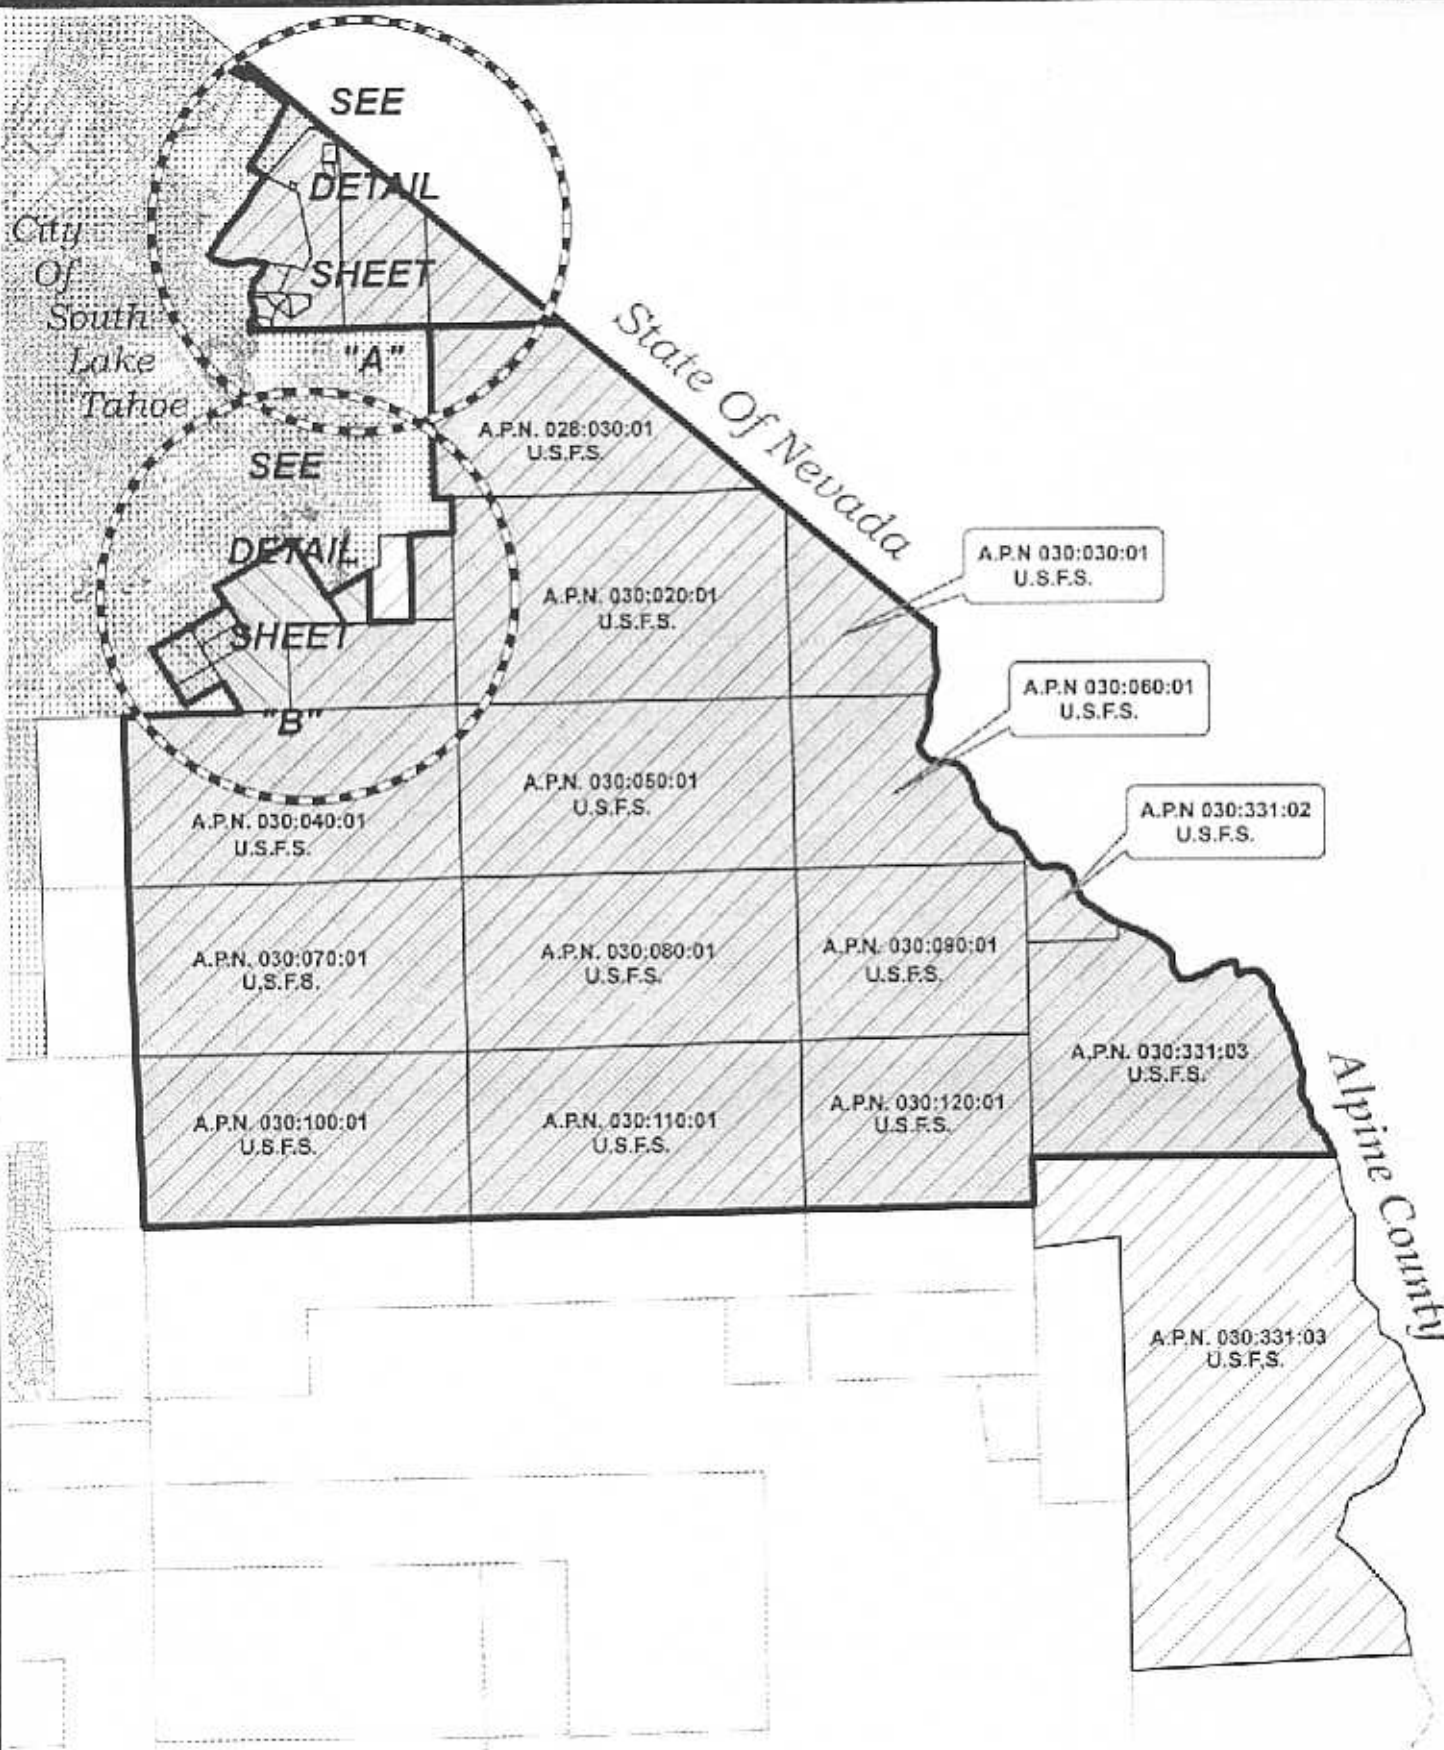 SEE
DETAIL
SHEET
"A"
City
Of
South
Lake
Tahoe
State Of Nevada
SEE
DETAIL
SHEET
"B"
A.P.N. 028:030:01
U.S.F.S.
A.P.N 030:030:01
U.S.F.S.
A.P.N. 030:020:01
U.S.F.S.
A.P.N 030:060:01
U.S.F.S.
A.P.N. 030:050:01
U.S.F.S.
A.P.N 030:331:02
U.S.F.S.
A.P.N. 030:040:01
U.S.F.S.
A.P.N. 030:070:01
U.S.F.S.
A.P.N. 030:080:01
U.S.F.S.
A.P.N. 030:090:01
U.S.F.S.
A.P.N. 030:331:03
U.S.F.S.
A.P.N. 030:100:01
U.S.F.S.
A.P.N. 030:110:01
U.S.F.S.
A.P.N. 030:120:01
U.S.F.S.
Alpine County
A.P.N. 030:331:03
U.S.F.S.